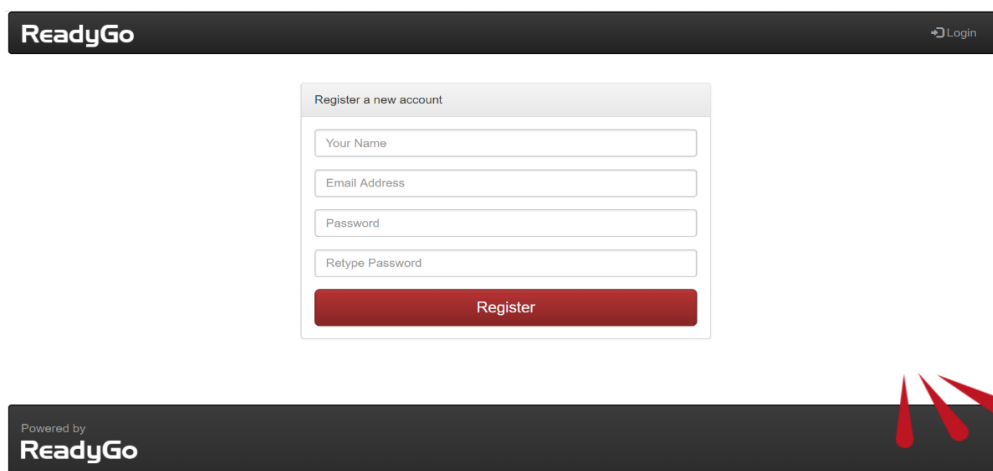 ReadyGo
Login
Register a new account
Your Name
Email Address
Password
Retype Password
Register
Powered by
ReadyGo